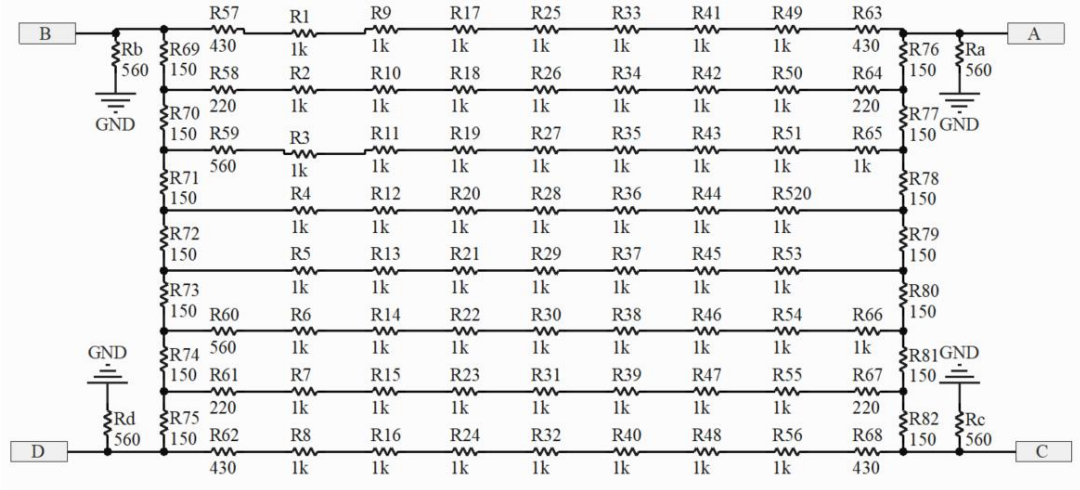 R57 R1 R9 R17 R25 R33 R41 R49 R63
B A
Rb R69 430 1k 1k 1k 1k 1k 1k 1k 430 R76 Ra
560 150 R58 R2 R10 R18 R26 R34 R42 R50 R64 150 560
220 1k 1k 1k 1k 1k 1k 1k 220
GND R70 R77 GND
150 R59 R3 R11 R19 R27 R35 R43 R51 R65 150
560 1k 1k 1k 1k 1k 1k 1k 1k
R71 R78
150 R4 R12 R20 R28 R36 R44 R520 150
1k 1k 1k 1k 1k 1k 1k
R72 R79
150 R5 R13 R21 R29 R37 R45 R53 150
1k 1k 1k 1k 1k 1k 1k
R73 R80
150 R60 R6 R14 R22 R30 R38 R46 R54 R66 150
560 1k 1k 1k 1k 1k 1k 1k 1k
GND R74 R81 GND
150 R61 R7 R15 R23 R31 R39 R47 R55 R67 150
220 1k 1k 1k 1k 1k 1k 1k 220
Rd R75 R82 Rc
560 150 R62 R8 R16 R24 R32 R40 R48 R56 R68 150 560
D C
430 1k 1k 1k 1k 1k 1k 1k 430